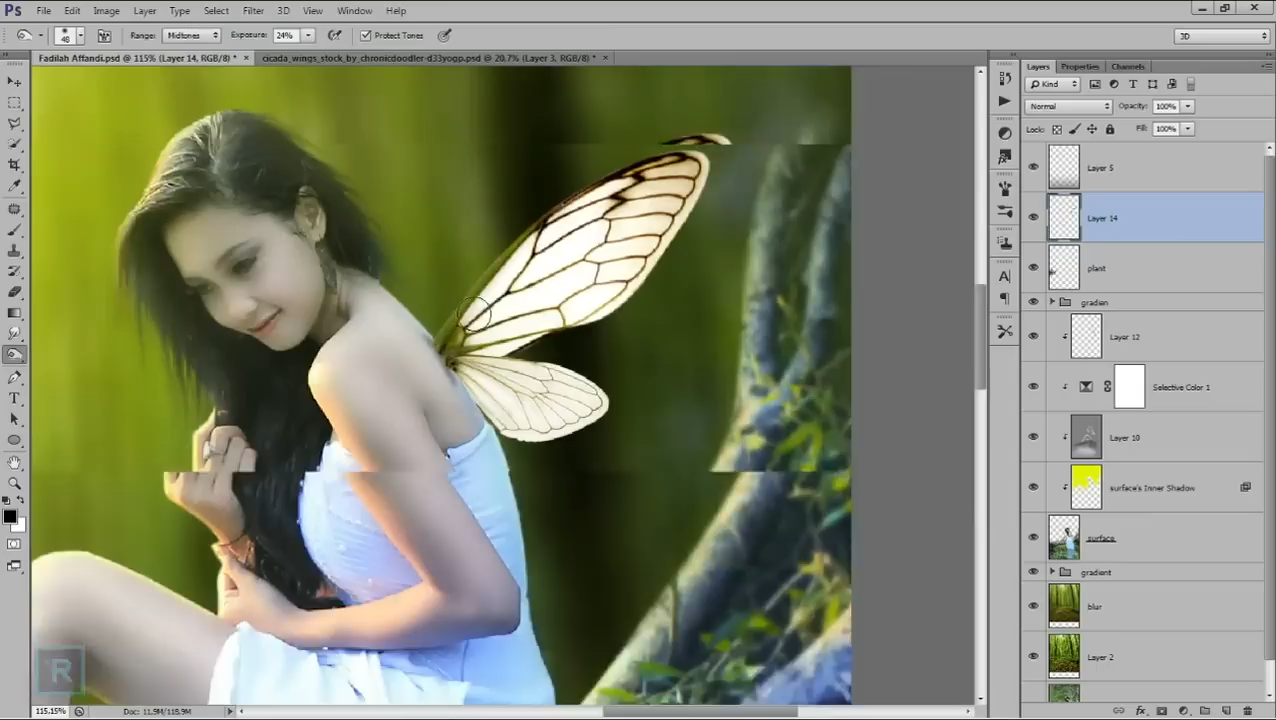 Ps File Edit Image Layer Type Select Filter 3D View Window Help
48 Range: Midtones Exposure: 24% Protect Tones 3D
Fadilah Affandi.psd @ 115% (Layer 14, RGB/8) * × cicada_wings_stock_by_chronicdoodler-d33yogp.psd @ 20.7% (Layer 3, RGB/8) * ×
Layers Properties Channels
Kind
Normal Opacity: 100%
Lock: Fill: 100%
Layer 5
Layer 14
plant
gradien
Layer 12
Selective Color 1
Layer 10
surface's Inner Shadow
surface
gradient
blur
Layer 2
R
115.15% Doc: 11.9M/118.9M